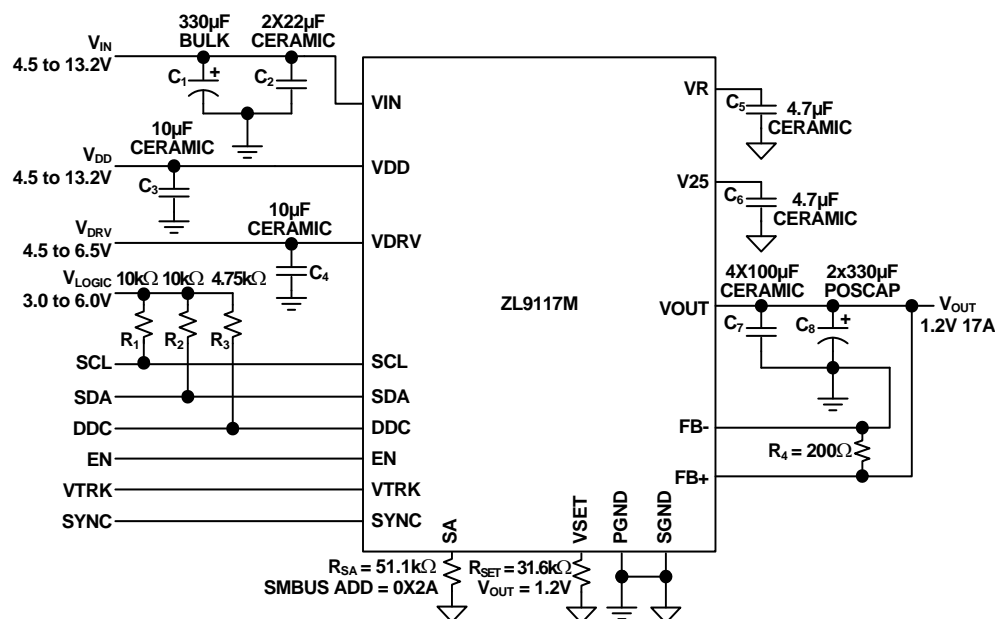 330µF
BULK
2X22µF
CERAMIC
VIN
4.5 to 13.2V
C1
+
C2
VIN
VR
C5
4.7µF
CERAMIC
10µF
CERAMIC
VDD
4.5 to 13.2V
C3
VDD
V25
C6
4.7µF
CERAMIC
10µF
CERAMIC
VDRV
4.5 to 6.5V
VDRV
C4
VLOGIC
3.0 to 6.0V
10kΩ
10kΩ
4.75kΩ
ZL9117M
4X100µF
CERAMIC
2x330µF
POSCAP
VOUT
VOUT
1.2V 17A
C7
C8
+
R1
R2
R3
SCL
SCL
SDA
SDA
DDC
DDC
FB-
R4 = 200Ω
EN
EN
FB+
VTRK
VTRK
SYNC
SYNC
SA
VSET
PGND
SGND
RSA = 51.1kΩ
SMBUS ADD = 0X2A
RSET = 31.6kΩ
VOUT = 1.2V